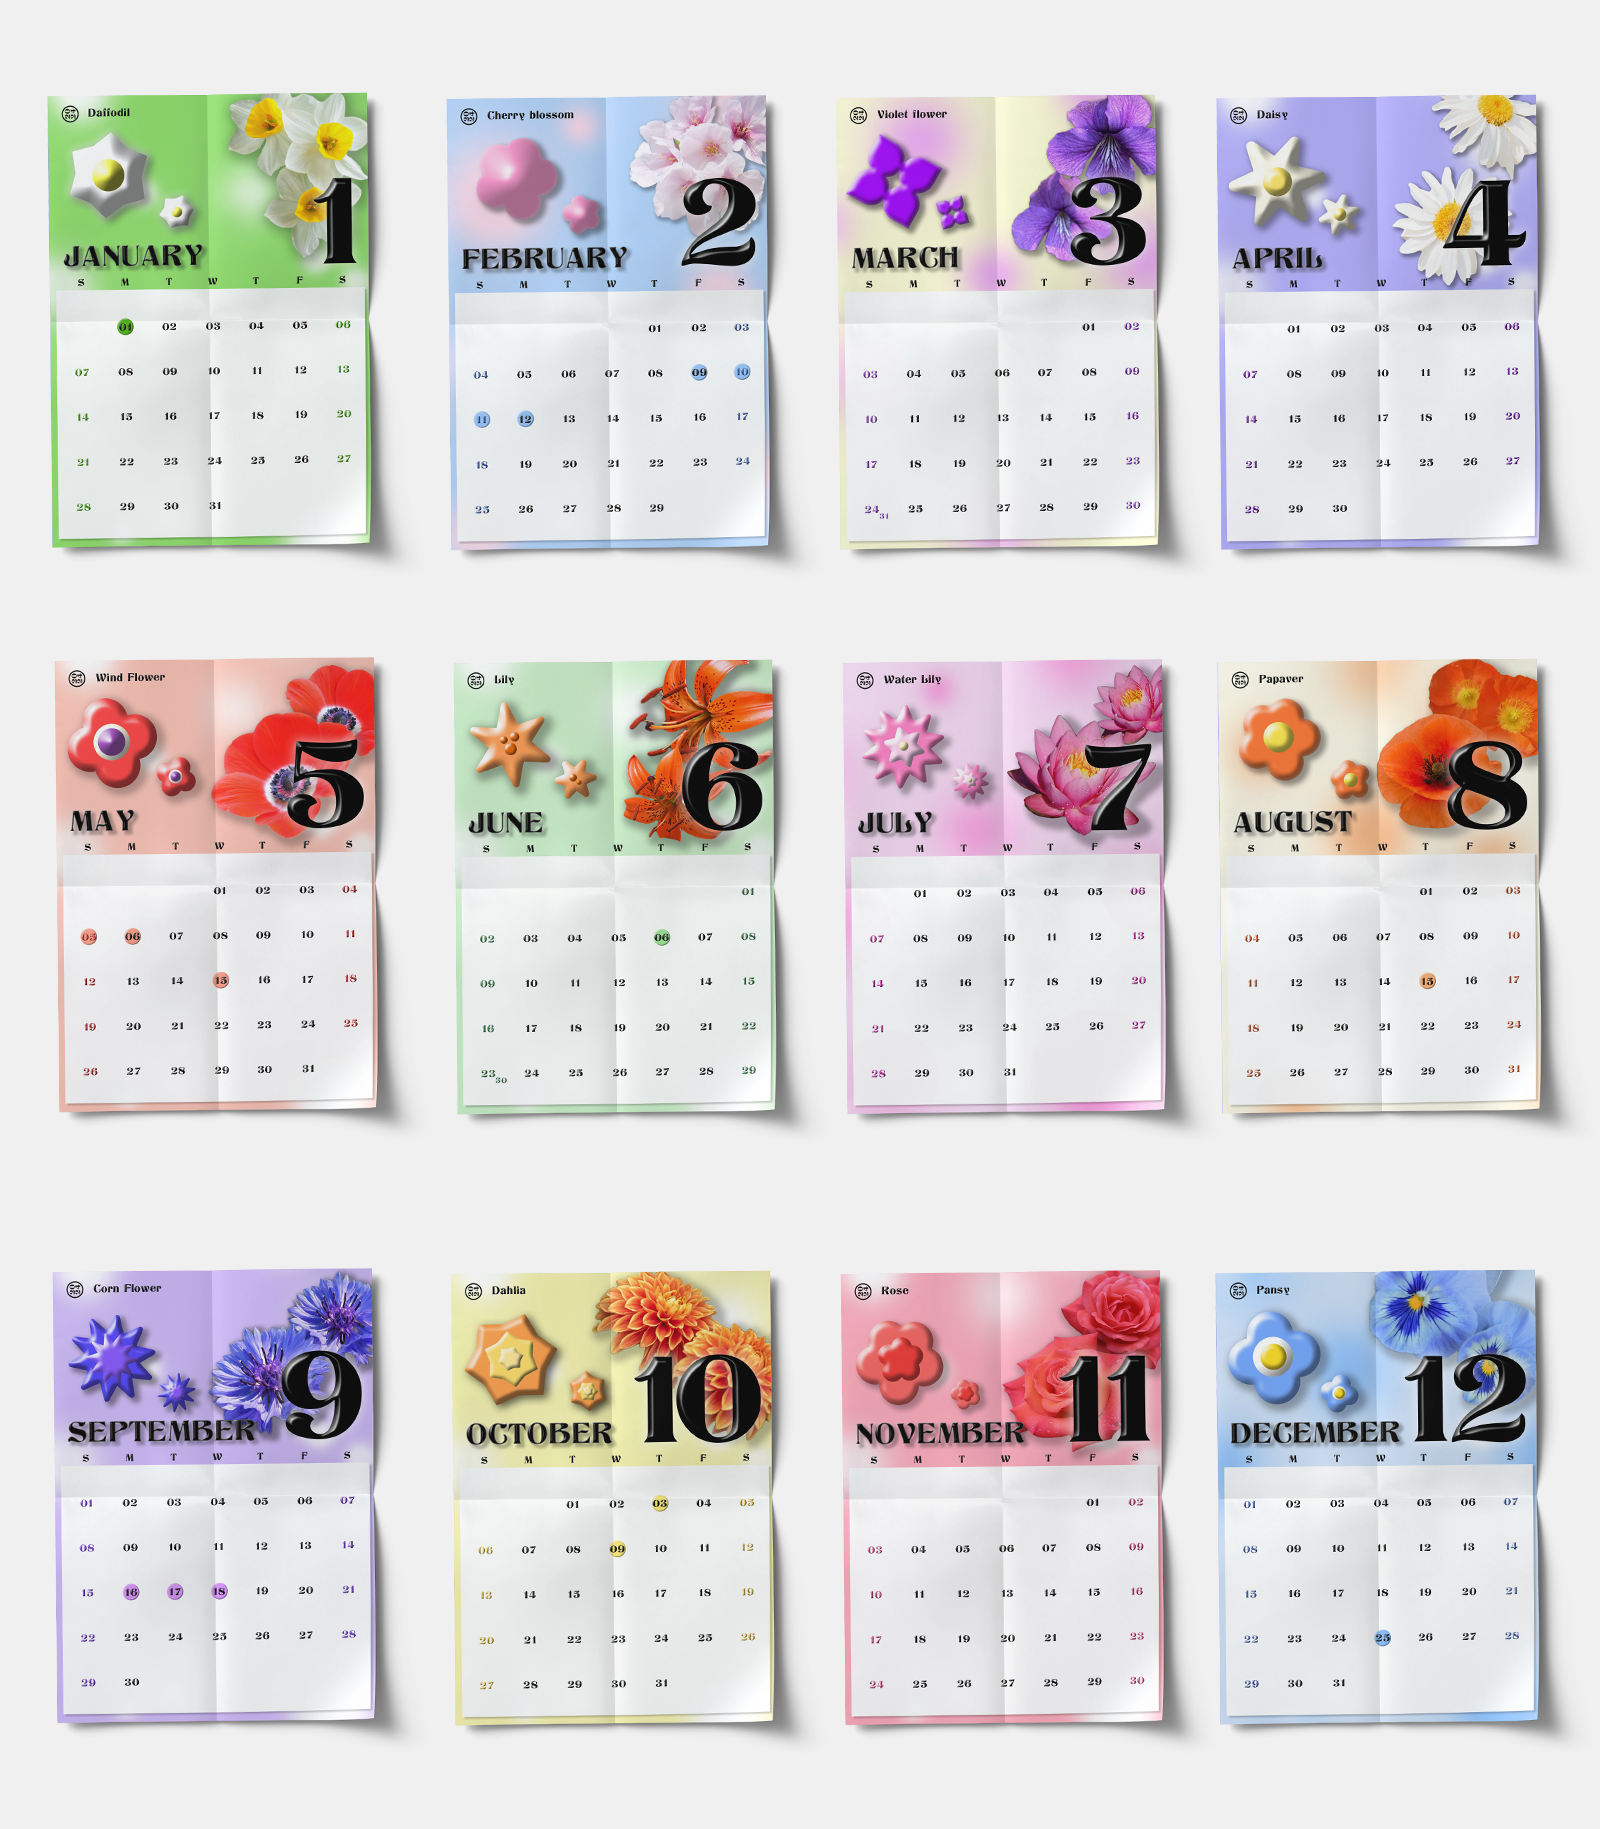 Daffodil
JANUARY 1
S M T W T F S
01 02 03 04 05 06
07 08 09 10 11 12 13
14 15 16 17 18 19 20
21 22 23 24 25 26 27
28 29 30 31
Cherry blossom
FEBRUARY 2
S M T W T F S
01 02 03
04 05 06 07 08 09 10
11 12 13 14 15 16 17
18 19 20 21 22 23 24
25 26 27 28 29
Violet flower
MARCH 3
S M T W T F S
01 02
03 04 05 06 07 08 09
10 11 12 13 14 15 16
17 18 19 20 21 22 23
24 31 25 26 27 28 29 30
Daisy
APRIL 4
S M T W T F S
01 02 03 04 05 06
07 08 09 10 11 12 13
14 15 16 17 18 19 20
21 22 23 24 25 26 27
28 29 30
Wind Flower
MAY 5
S M T W T F S
01 02 03 04
05 06 07 08 09 10 11
12 13 14 15 16 17 18
19 20 21 22 23 24 25
26 27 28 29 30 31
Lily
JUNE 6
S M T W T F S
01
02 03 04 05 06 07 08
09 10 11 12 13 14 15
16 17 18 19 20 21 22
23 30 24 25 26 27 28 29
Water Lily
JULY 7
S M T W T F S
01 02 03 04 05 06
07 08 09 10 11 12 13
14 15 16 17 18 19 20
21 22 23 24 25 26 27
28 29 30 31
Papaver
AUGUST 8
S M T W T F S
01 02 03
04 05 06 07 08 09 10
11 12 13 14 15 16 17
18 19 20 21 22 23 24
25 26 27 28 29 30 31
Corn Flower
SEPTEMBER 9
S M T W T F S
01 02 03 04 05 06 07
08 09 10 11 12 13 14
15 16 17 18 19 20 21
22 23 24 25 26 27 28
29 30
Dahlia
OCTOBER 10
S M T W T F S
01 02 03 04 05
06 07 08 09 10 11 12
13 14 15 16 17 18 19
20 21 22 23 24 25 26
27 28 29 30 31
Rose
NOVEMBER 11
S M T W T F S
01 02
03 04 05 06 07 08 09
10 11 12 13 14 15 16
17 18 19 20 21 22 23
24 25 26 27 28 29 30
Pansy
DECEMBER 12
S M T W T F S
01 02 03 04 05 06 07
08 09 10 11 12 13 14
15 16 17 18 19 20 21
22 23 24 25 26 27 28
29 30 31